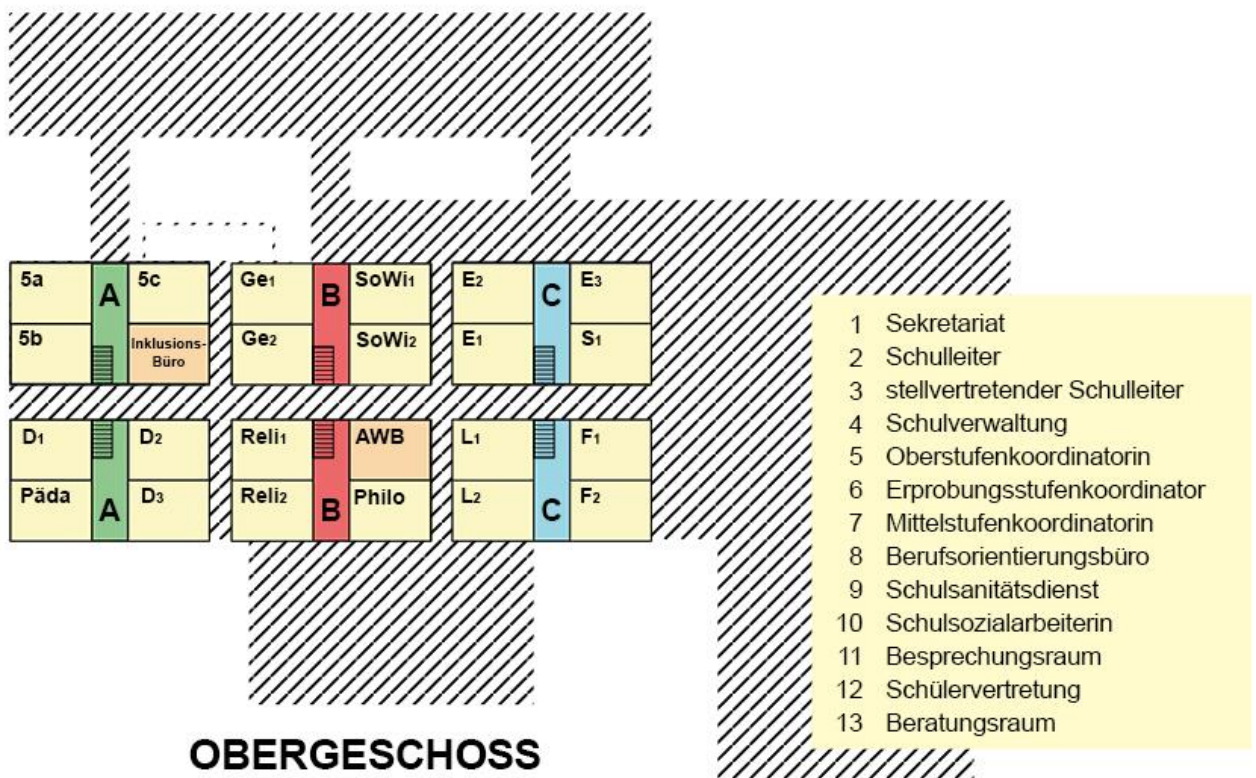 5a
A
5c
Ge1
B
SoWi1
E2
C
E3
5b
Inklusions-
Büro
Ge2
SoWi2
E1
S1
D1
D2
Reli1
AWB
L1
F1
Päda
A
D3
Reli2
B
Philo
L2
C
F2
1 Sekretariat
2 Schulleiter
3 stellvertretender Schulleiter
4 Schulverwaltung
5 Oberstufenkoordinatorin
6 Erprobungsstufenkoordinator
7 Mittelstufenkoordinatorin
8 Berufsorientierungsbüro
9 Schulsanitätsdienst
10 Schulsozialarbeiterin
11 Besprechungsraum
12 Schülervertretung
13 Beratungsraum
OBERGESCHOSS